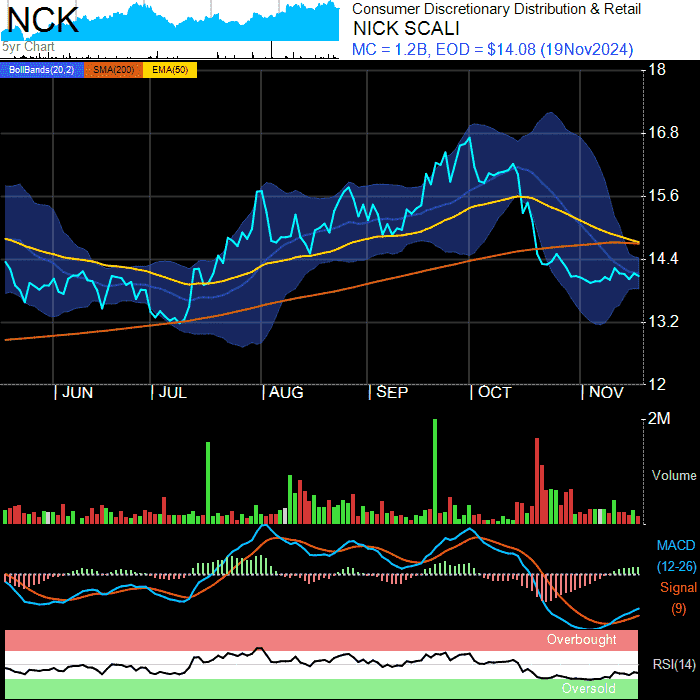 NCK
5yr Chart
Consumer Discretionary Distribution & Retail
NICK SCALI
MC = 1.2B, EOD = $14.08 (19Nov2024)
BollBands(20,2) SMA(200) EMA(50)
18
16.8
15.6
14.4
13.2
12
JUN JUL AUG SEP OCT NOV
2M
Volume
MACD
(12-26)
Signal
(9)
Overbought
RSI(14)
Oversold